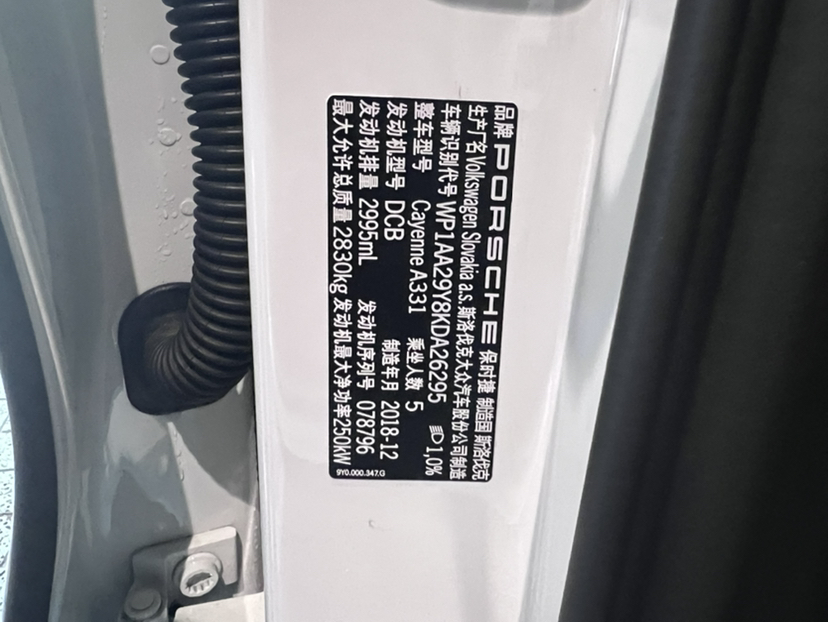 品牌 PORSCHE 保时捷 制造国 斯洛伐克
生产厂名 Volkswagen Slovakia a.s.斯洛伐克大众汽车股份公司制造
车辆识别代号 WP1AA29Y8KDA26295 1,0%
整车型号 Cayenne A331 乘坐人数 5
发动机型号 DCB 制造年月 2018-12
发动机排量 2995mL 发动机序列号 078796
最大允许总质量 2830kg 发动机最大净功率250kW
9Y0.000.347.G